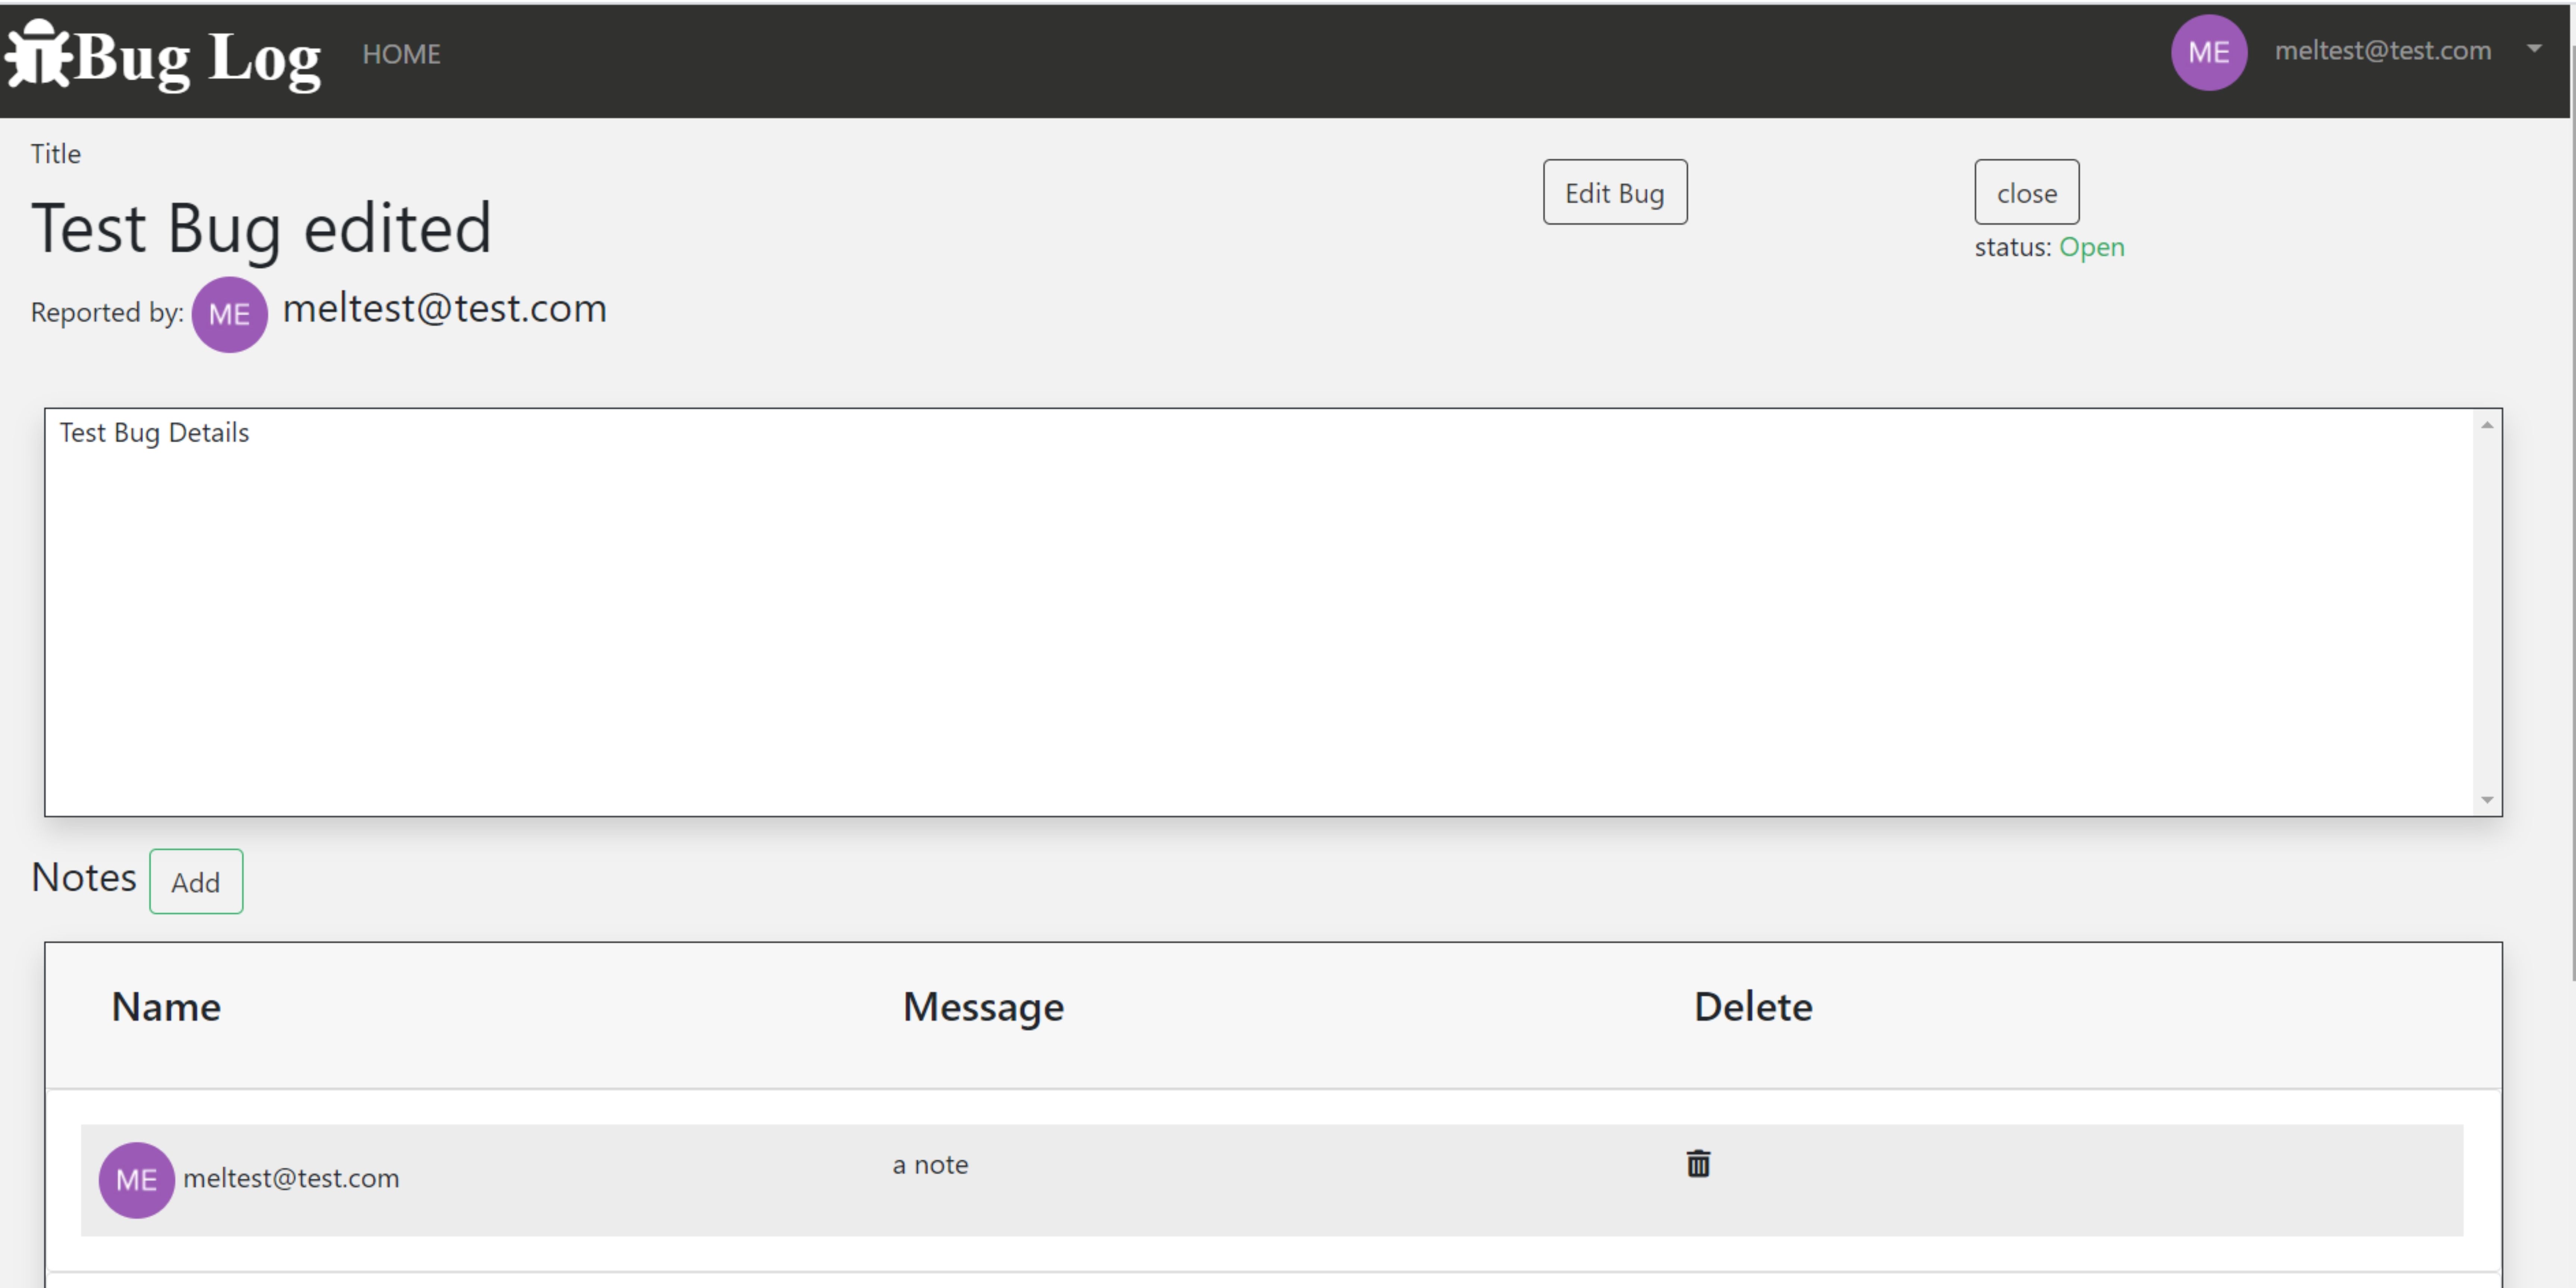 Bug Log HOME ME meltest@test.com
Title
Test Bug edited
Edit Bug
close
status: Open
Reported by: ME meltest@test.com
Test Bug Details
Notes Add
Name Message Delete
ME meltest@test.com a note